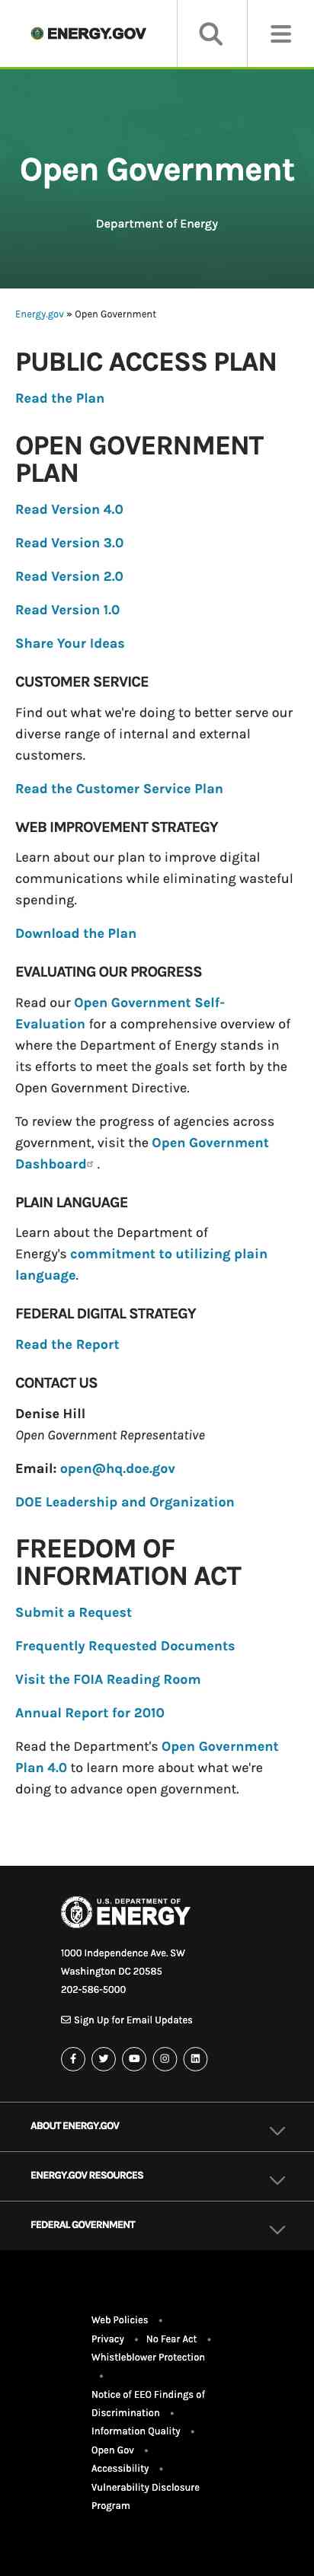 ENERGY.GOV
Open Government
Department of Energy
Energy.gov » Open Government
PUBLIC ACCESS PLAN
Read the Plan
OPEN GOVERNMENT
PLAN
Read Version 4.0
Read Version 3.0
Read Version 2.0
Read Version 1.0
Share Your Ideas
CUSTOMER SERVICE
Find out what we're doing to better serve our
diverse range of internal and external
customers.
Read the Customer Service Plan
WEB IMPROVEMENT STRATEGY
Learn about our plan to improve digital
communications while eliminating wasteful
spending.
Download the Plan
EVALUATING OUR PROGRESS
Read our Open Government Self-
Evaluation for a comprehensive overview of
where the Department of Energy stands in
its efforts to meet the goals set forth by the
Open Government Directive.
To review the progress of agencies across
government, visit the Open Government
Dashboard .
PLAIN LANGUAGE
Learn about the Department of
Energy's commitment to utilizing plain
language.
FEDERAL DIGITAL STRATEGY
Read the Report
CONTACT US
Denise Hill
Open Government Representative
Email: open@hq.doe.gov
DOE Leadership and Organization
FREEDOM OF
INFORMATION ACT
Submit a Request
Frequently Requested Documents
Visit the FOIA Reading Room
Annual Report for 2010
Read the Department's Open Government
Plan 4.0 to learn more about what we're
doing to advance open government.
U.S. DEPARTMENT OF
ENERGY
1000 Independence Ave. SW
Washington DC 20585
202-586-5000
Sign Up for Email Updates
ABOUT ENERGY.GOV
ENERGY.GOV RESOURCES
FEDERAL GOVERNMENT
Web Policies •
Privacy • No Fear Act •
Whistleblower Protection
•
Notice of EEO Findings of
Discrimination •
Information Quality •
Open Gov •
Accessibility •
Vulnerability Disclosure
Program